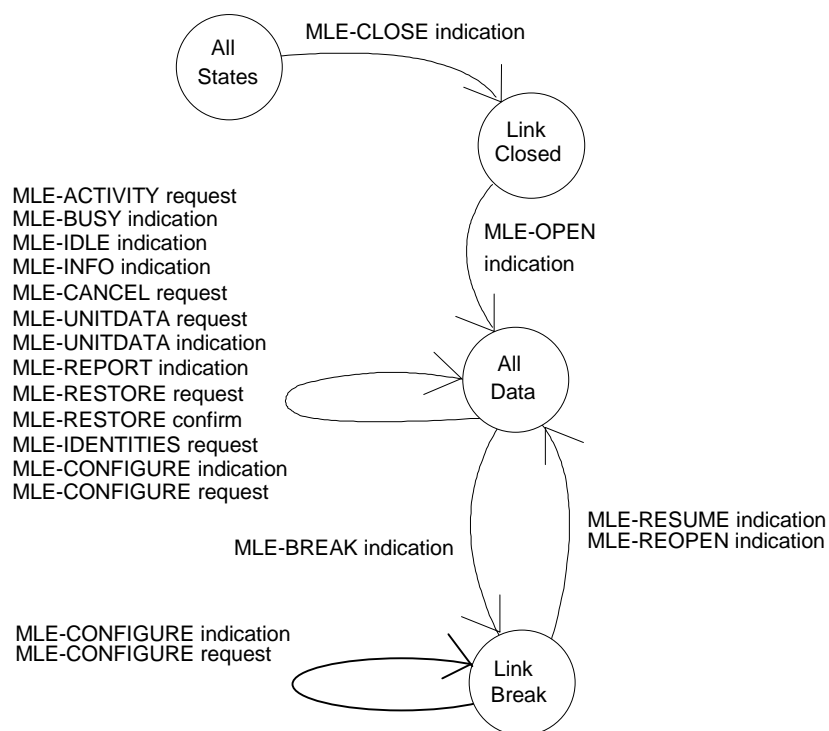 All
States
MLE-CLOSE indication
Link
Closed
MLE-ACTIVITY request
MLE-BUSY indication
MLE-IDLE indication
MLE-INFO indication
MLE-CANCEL request
MLE-UNITDATA request
MLE-UNITDATA indication
MLE-REPORT indication
MLE-RESTORE request
MLE-RESTORE confirm
MLE-IDENTITIES request
MLE-CONFIGURE indication
MLE-CONFIGURE request
MLE-OPEN
indication
All
Data
MLE-BREAK indication
MLE-RESUME indication
MLE-REOPEN indication
MLE-CONFIGURE indication
MLE-CONFIGURE request
Link
Break